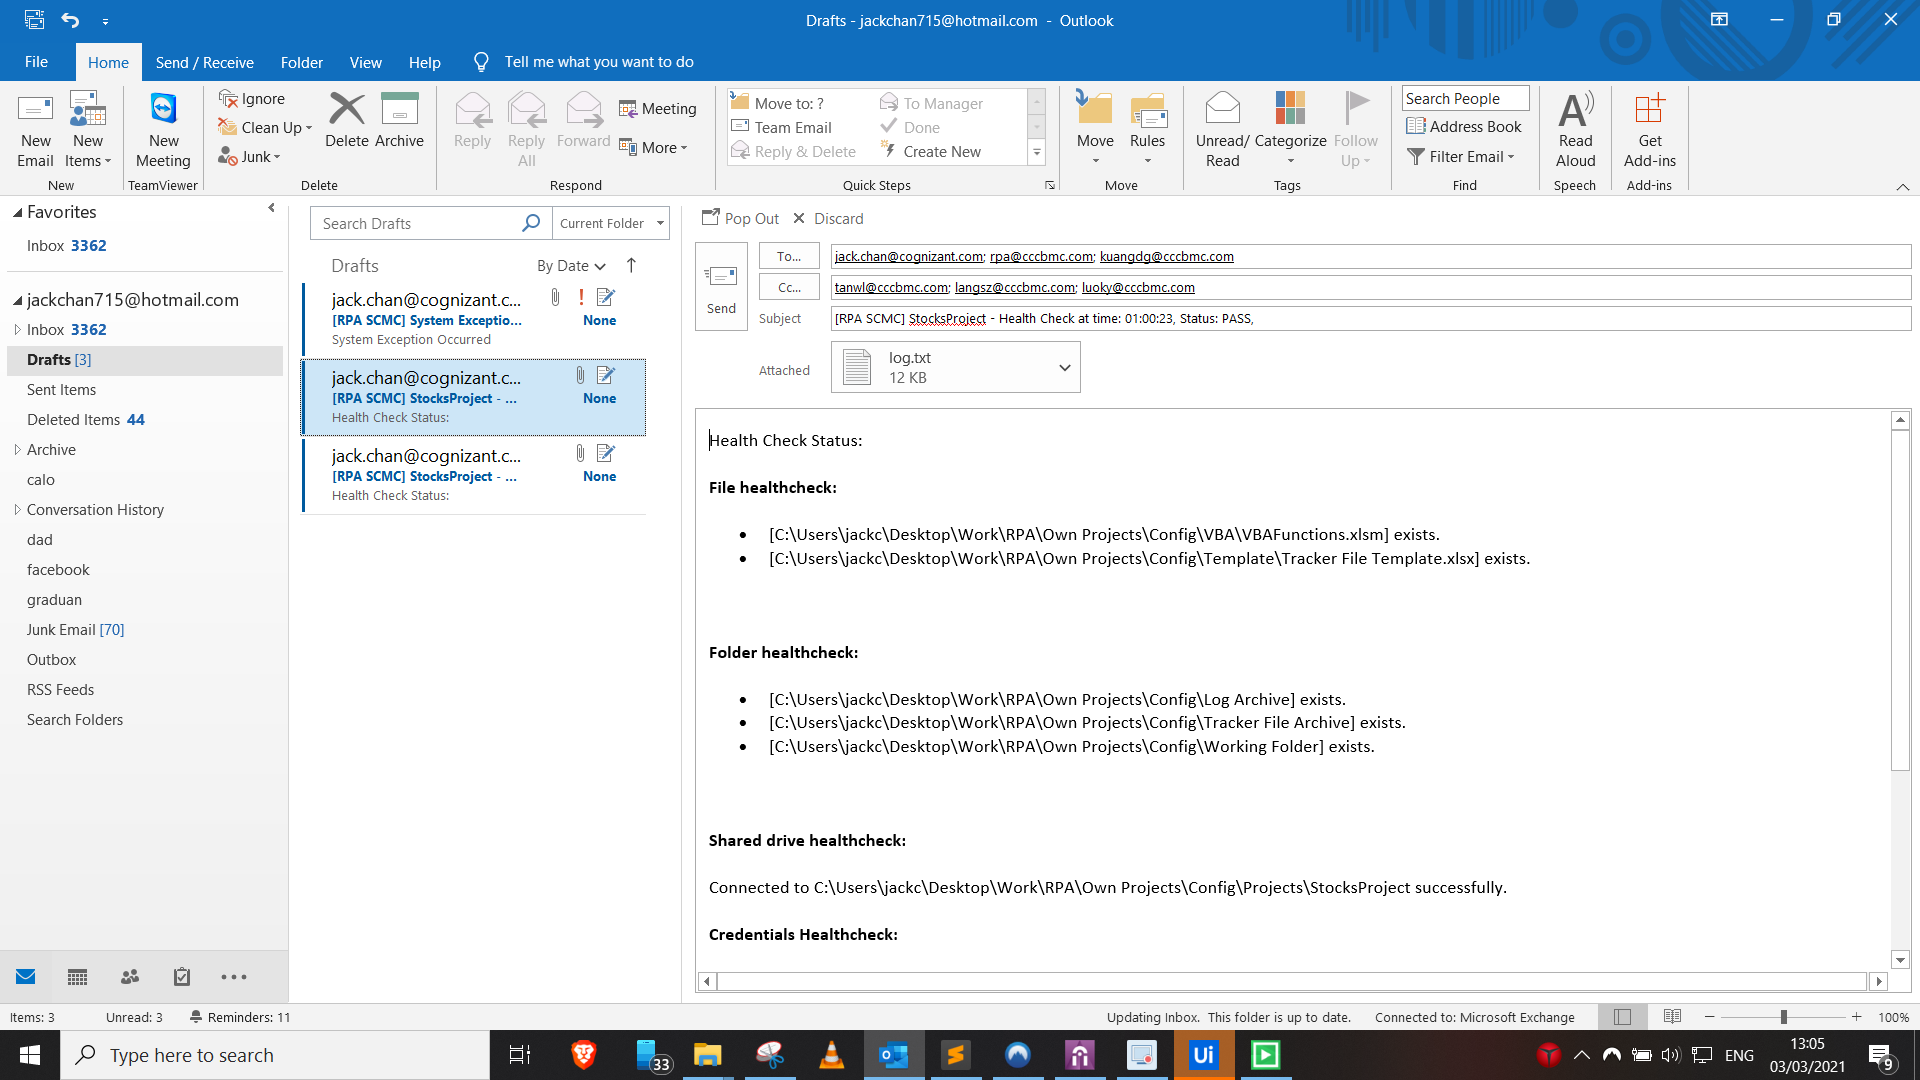 Drafts - jackchan715@hotmail.com - Outlook
File Home Send / Receive Folder View Help Tell me what you want to do
New Email
New Items
New
New Meeting
TeamViewer
Ignore
Clean Up
Junk
Delete
Archive
Delete
Reply
Reply All
Forward
Meeting
More
Respond
Move to: ?
Team Email
Reply & Delete
To Manager
Done
Create New
Quick Steps
Move
Rules
Move
Unread/ Read
Categorize
Follow Up
Tags
Search People
Address Book
Filter Email
Find
Read Aloud
Speech
Get Add-ins
Add-ins
Favorites
Inbox 3362
jackchan715@hotmail.com
Inbox 3362
Drafts [3]
Sent Items
Deleted Items 44
Archive
calo
Conversation History
dad
facebook
graduan
Junk Email [70]
Outbox
RSS Feeds
Search Folders
Search Drafts
Current Folder
Drafts
By Date
jack.chan@cognizant.c...
[RPA SCMC] System Exceptio... None
System Exception Occurred
jack.chan@cognizant.c...
[RPA SCMC] StocksProject - ... None
Health Check Status:
jack.chan@cognizant.c...
[RPA SCMC] StocksProject - ... None
Health Check Status:
Pop Out Discard
Send
To... jack.chan@cognizant.com; rpa@cccbmc.com; kuangdg@cccbmc.com
Cc... tanwl@cccbmc.com; langsz@cccbmc.com; luoky@cccbmc.com
Subject [RPA SCMC] StocksProject - Health Check at time: 01:00:23, Status: PASS,
Attached
log.txt
12 KB
Health Check Status:
File healthcheck:
• [C:\Users\jackc\Desktop\Work\RPA\Own Projects\Config\VBA\VBAFunctions.xlsm] exists.
• [C:\Users\jackc\Desktop\Work\RPA\Own Projects\Config\Template\Tracker File Template.xlsx] exists.
Folder healthcheck:
• [C:\Users\jackc\Desktop\Work\RPA\Own Projects\Config\Log Archive] exists.
• [C:\Users\jackc\Desktop\Work\RPA\Own Projects\Config\Tracker File Archive] exists.
• [C:\Users\jackc\Desktop\Work\RPA\Own Projects\Config\Working Folder] exists.
Shared drive healthcheck:
Connected to C:\Users\jackc\Desktop\Work\RPA\Own Projects\Config\Projects\StocksProject successfully.
Credentials Healthcheck:
Items: 3 Unread: 3 Reminders: 11 Updating Inbox. This folder is up to date. Connected to: Microsoft Exchange 100%
Type here to search
33
Ui
ENG
13:05
03/03/2021
9